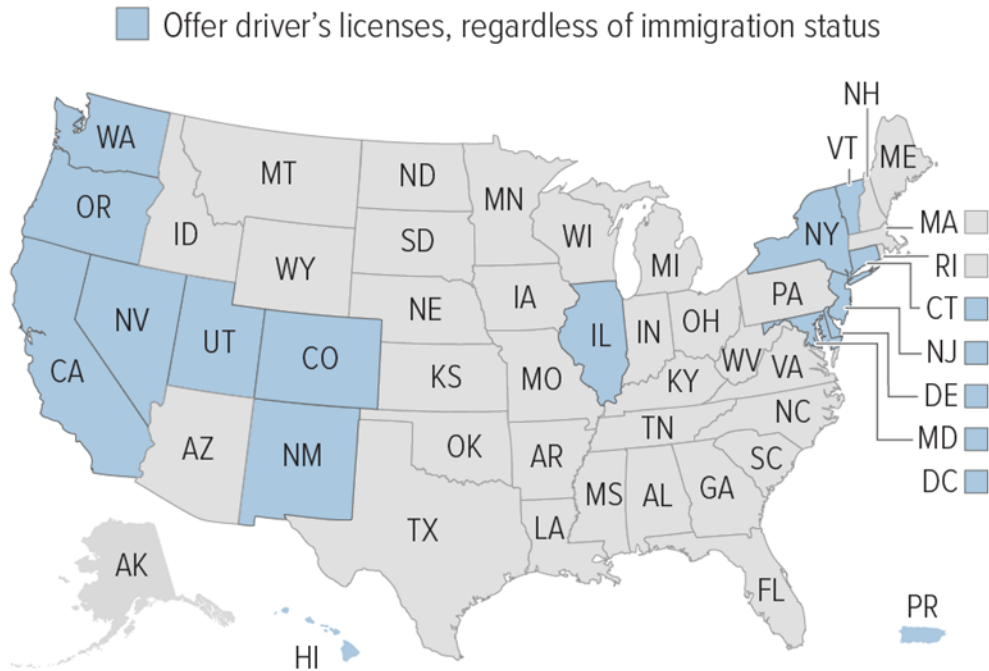 Offer driver’s licenses, regardless of immigration status
NH
WA
VT
ME
MT
ND
MN
OR
NY
MA
ID
WI
SD
MI
RI
WY
IA
PA
NE
CT
NV
IL
IN
OH
UT
CO
NJ
CA
WV
VA
KS
MO
KY
DE
NC
TN
MD
AZ
NM
OK
AR
SC
DC
MS
AL
GA
TX
LA
AK
FL
PR
HI